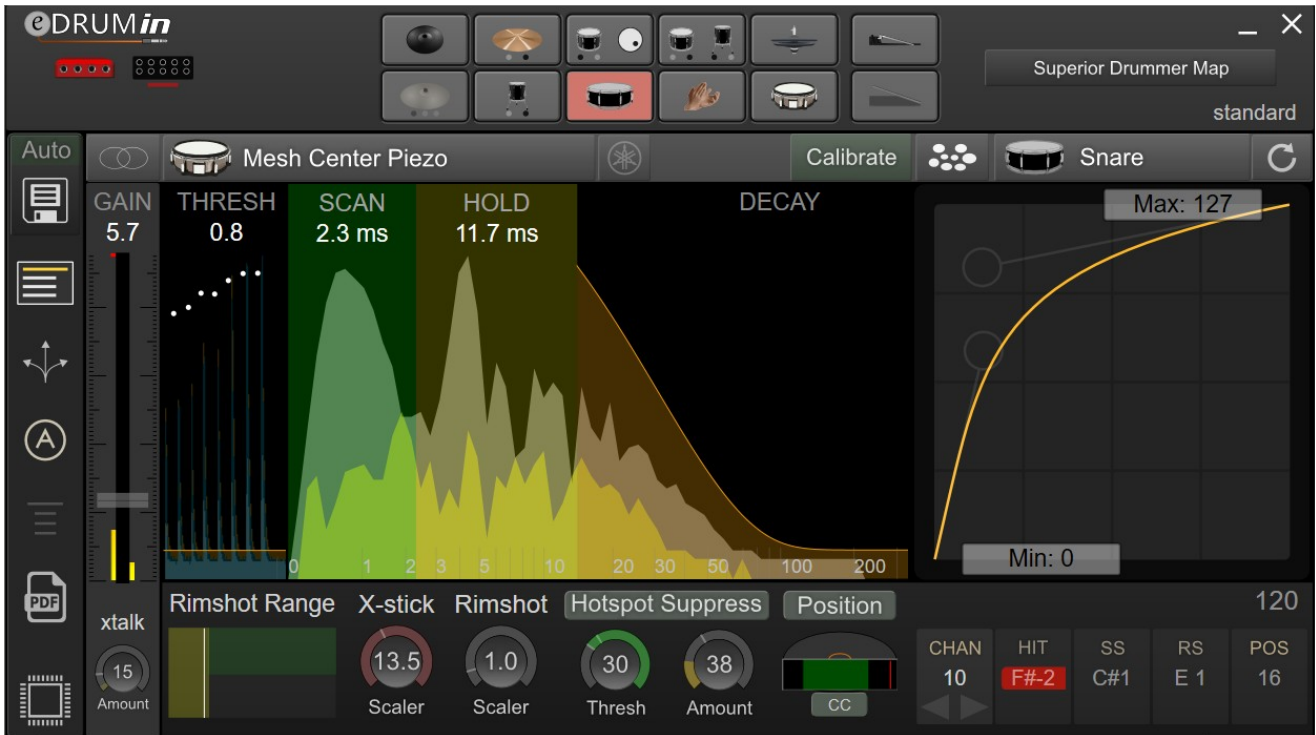 eDRUMin
Superior Drummer Map
standard
Auto
Mesh Center Piezo
Calibrate
Snare
GAIN
5.7
THRESH
0.8
SCAN
2.3 ms
HOLD
11.7 ms
DECAY
Max: 127
A
PDF
0 1 2 3 5 10 20 30 50 100 200
Min: 0
xtalk
15
Amount
Rimshot Range
X-stick
13.5
Scaler
Rimshot
1.0
Scaler
Hotspot Suppress
30
Thresh
38
Amount
Position
CC
120
CHAN HIT SS RS POS
10 F#-2 C#1 E 1 16